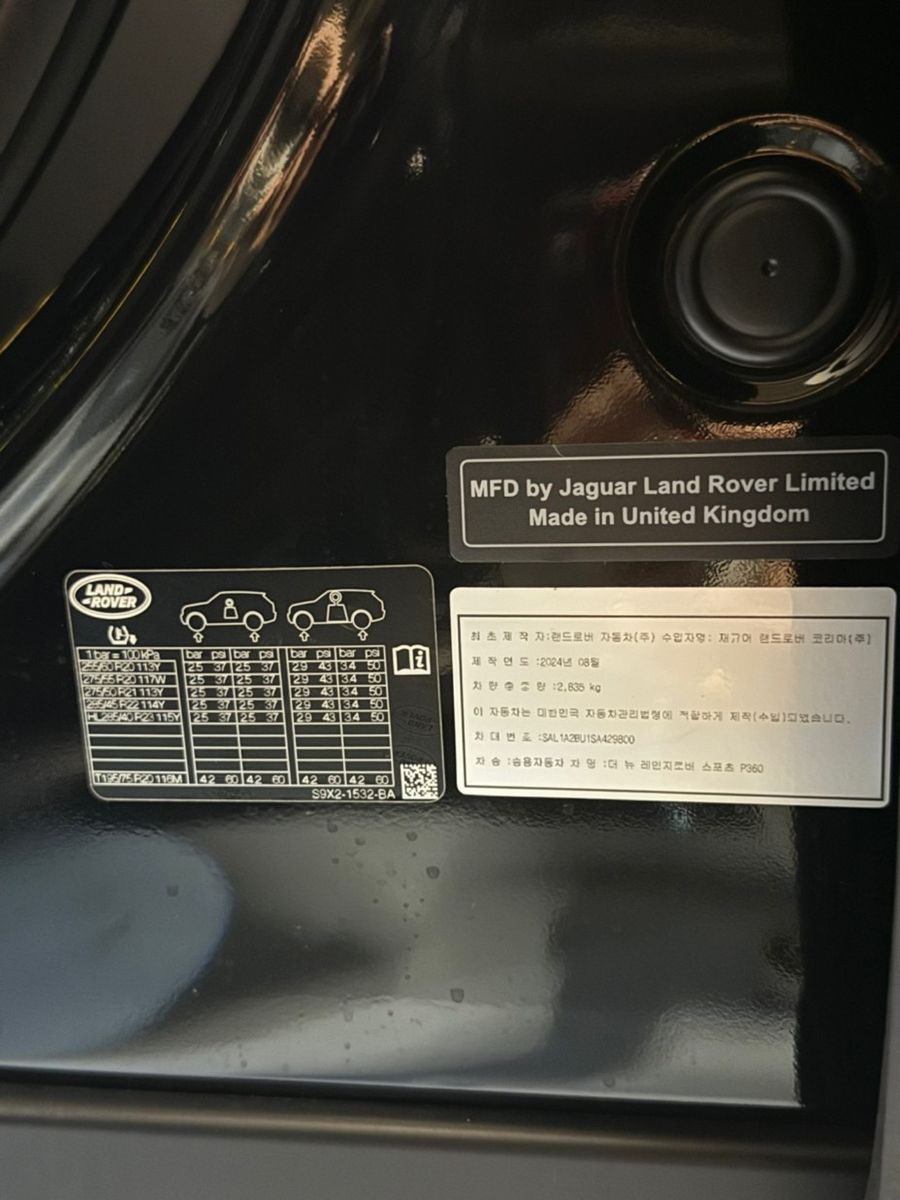 MFD by Jaguar Land Rover Limited
Made in United Kingdom
LAND-
-ROVER
1 bar = 100 kPa bar psi bar psi bar psi bar psi
255/60 R20 113Y 2.5 37 2.5 37 2.9 43 3.4 50
275/55 R20 117W 2.5 37 2.5 37 2.9 43 3.4 50
275/50 R21 113Y 2.5 37 2.5 37 2.9 43 3.4 50
285/45 R22 114Y 2.5 37 2.5 37 2.9 43 3.4 50
HL 285/40 R23 115Y 2.5 37 2.5 37 2.9 43 3.4 50
T195/75 R20 116M 4.2 60 4.2 60 4.2 60 4.2 60
S9X2-1532-BA
최초제작자:랜드로버 자동차(주) 수입자명: 재규어 랜드로버 코리아(주)
제작연도:2024년 08월
차량총중량:2,835 kg
이 자동차는 대한민국 자동차관리법령에 적합하게 제작(수입)되었습니다.
차대번호:SAL1A2BU1SA429800
차종:승용자동차 차명:더 뉴 레인지로버 스포츠 P360